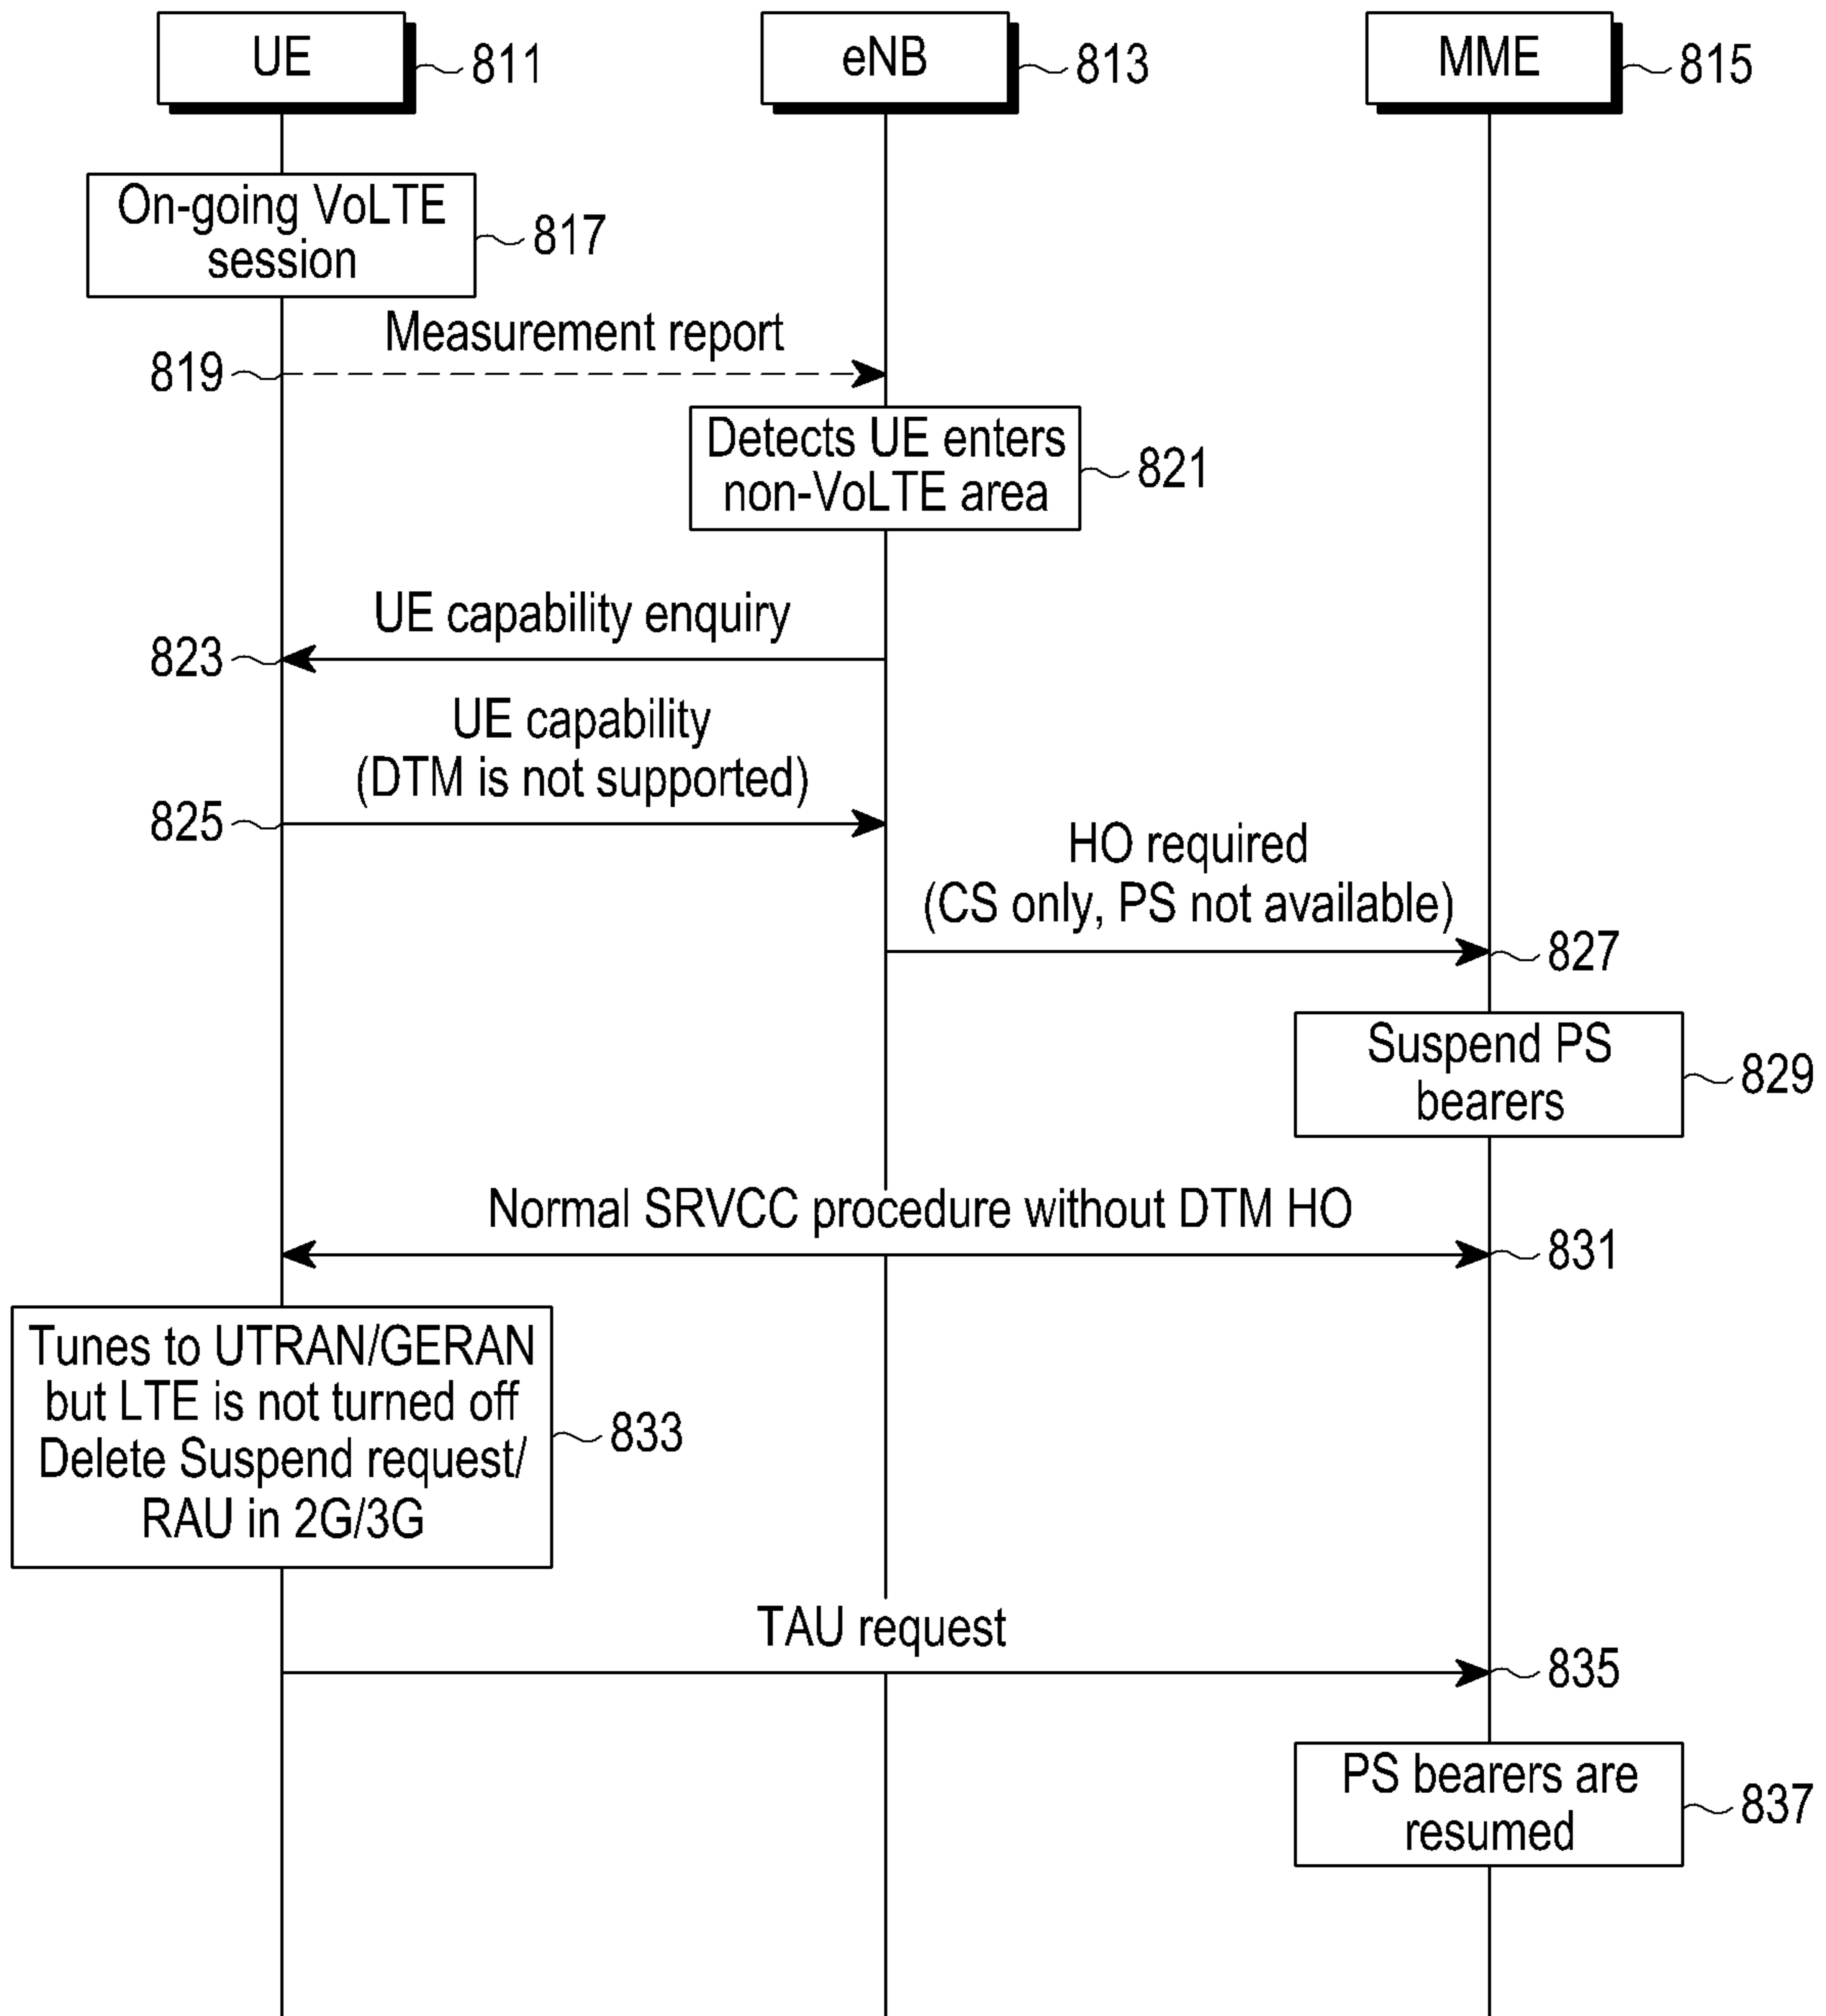 UE
811
eNB
813
MME
815
On-going VoLTE
session
817
Measurement report
819
Detects UE enters
non-VoLTE area
821
UE capability enquiry
823
UE capability
(DTM is not supported)
825
HO required
(CS only, PS not available)
827
Suspend PS
bearers
829
Normal SRVCC procedure without DTM HO
831
Tunes to UTRAN/GERAN
but LTE is not turned off
Delete Suspend request/
RAU in 2G/3G
833
TAU request
835
PS bearers are
resumed
837